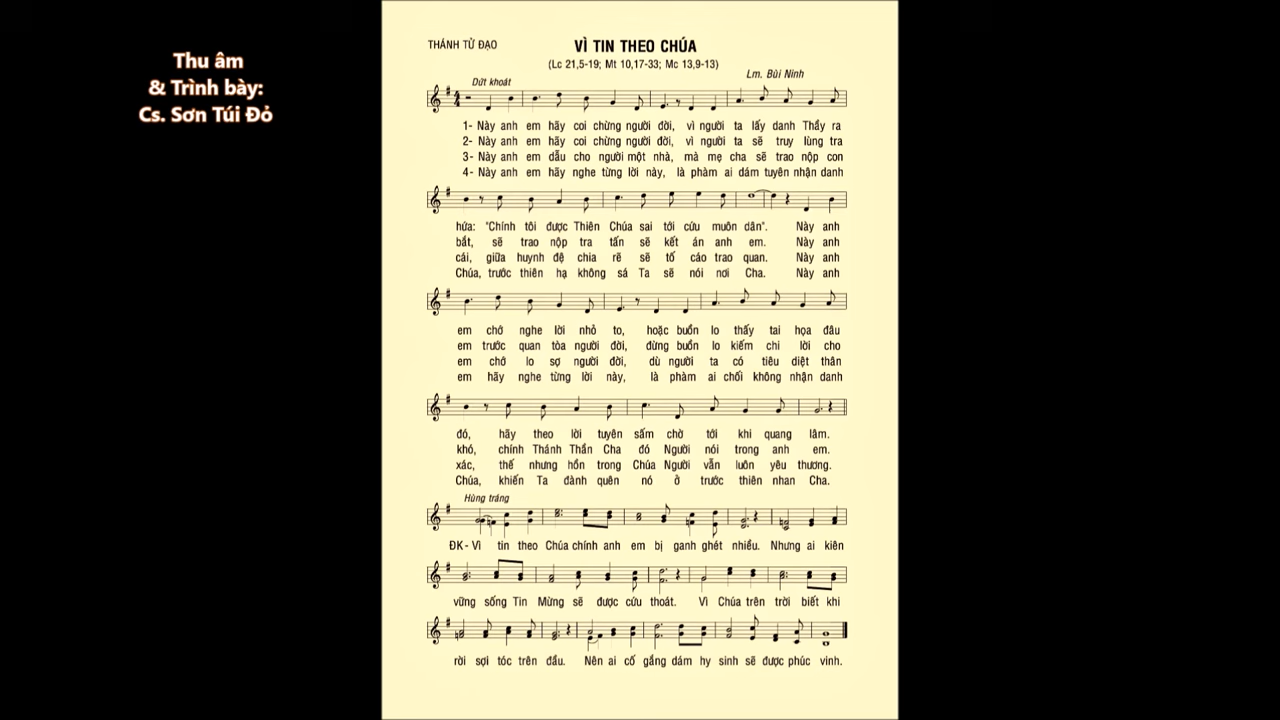 Thu âm
& Trình bày:
Cs. Sơn Túi Đỏ
THÁNH TỬ ĐẠO
VÌ TIN THEO CHÚA
(Lc 21,5-19; Mt 10,17-33; Mc 13,9-13)
Lm. Bùi Ninh
Dứt khoát
1- Này anh em hãy coi chừng người đời, vì người ta lấy danh Thầy ra
2- Này anh em hãy coi chừng người đời, vì người ta sẽ truy lùng tra
3- Này anh em dẫu cho người một nhà, mà mẹ cha sẽ trao nộp con
4- Này anh em hãy nghe từng lời này, là phàm ai dám tuyên nhận danh
hứa: "Chính tôi được Thiên Chúa sai tới cứu muôn dân". Này anh
bắt, sẽ trao nộp tra tấn sẽ kết án anh em. Này anh
cái, giữa huynh đệ chia rẽ sẽ tố cáo trao quan. Này anh
Chúa, trước thiên hạ không sá Ta sẽ nói nơi Cha. Này anh
em chớ nghe lời nhỏ to, hoặc buồn lo thấy tai họa đâu
em trước quan tòa người đời, đừng buồn lo kiếm chi lời cho
em chớ lo sợ người đời, dù người ta có tiêu diệt thân
em hãy nghe từng lời này, là phàm ai chối không nhận danh
đó, hãy theo lời tuyên sấm chờ tới khi quang lâm.
khó, chính Thánh Thần Cha đó Người nói trong anh em.
xác, thế nhưng hồn trong Chúa Người vẫn luôn yêu thương.
Chúa, khiến Ta đành quên nó ở trước thiên nhan Cha.
Hùng tráng
ĐK- Vì tin theo Chúa chính anh em bị ganh ghét nhiều. Nhưng ai kiên
vững sống Tin Mừng sẽ được cứu thoát. Vì Chúa trên trời biết khi
rời sợi tóc trên đầu. Nên ai cố gắng dám hy sinh sẽ được phúc vinh.